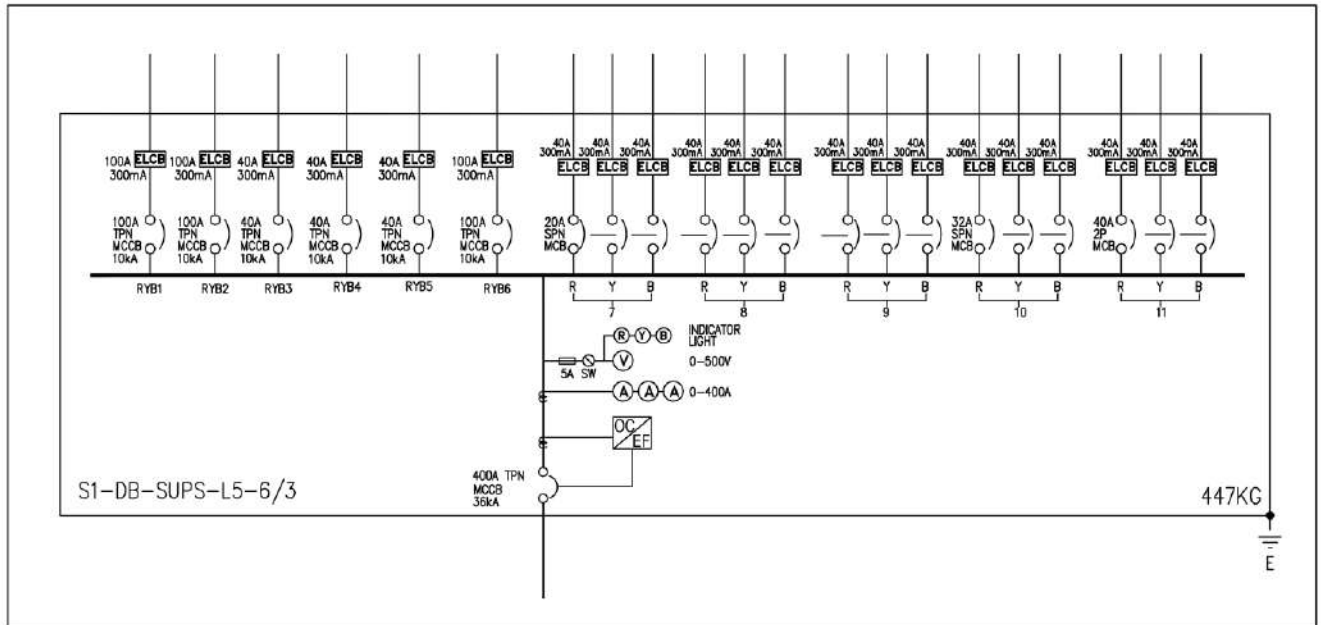 40A 40A 40A 40A 40A 40A 40A 40A 40A 40A 40A 40A 40A 40A 40A
300mA 300mA 300mA 300mA 300mA 300mA 300mA 300mA 300mA 300mA 300mA 300mA 300mA 300mA 300mA
100A ELCB 100A ELCB 40A ELCB 40A ELCB 40A ELCB 100A ELCB ELCB ELCB ELCB ELCB ELCB ELCB ELCB ELCB ELCB ELCB ELCB ELCB ELCB ELCB ELCB
300mA 300mA 300mA 300mA 300mA 300mA
100A 100A 40A 40A 40A 100A 20A 32A 40A
TPN TPN TPN TPN TPN TPN SPN SPN 2P
MCCB MCCB MCCB MCCB MCCB MCCB MCB MCB MCB
10kA 10kA 10kA 10kA 10kA 10kA
RYB1 RYB2 RYB3 RYB4 RYB5 RYB6 R Y B R Y B R Y B R Y B R Y B
7 8 9 10 11
R Y B INDICATOR
LIGHT
5A SW V 0-500V
A A A 0-400A
OC
EF
400A TPN
MCCB
36kA
S1-DB-SUPS-L5-6/3
447KG
E